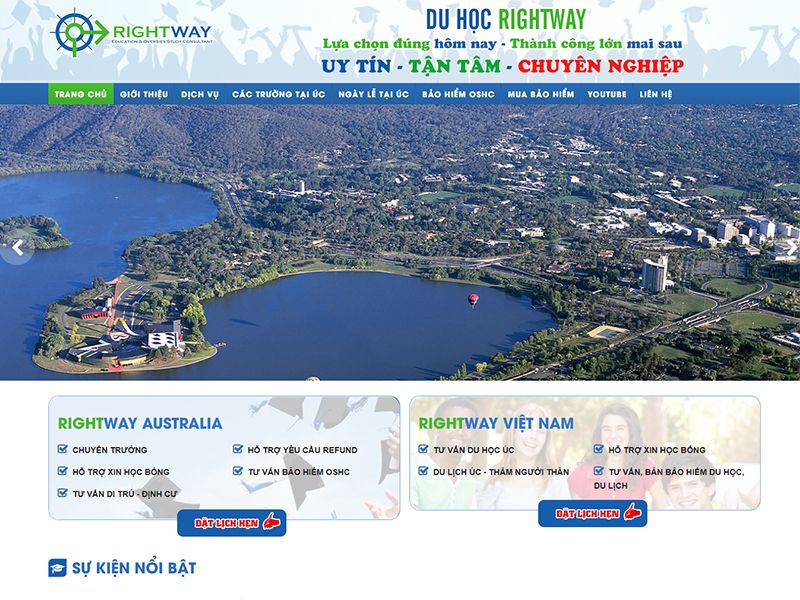 RIGHTWAY
EDUCATION & OVERSIES STUDY CONSULTANT
DU HỌC RIGHTWAY
Lựa chọn đúng hôm nay - Thành công lớn mai sau
UY TÍN - TẬN TÂM - CHUYÊN NGHIỆP
TRANG CHỦ GIỚI THIỆU DỊCH VỤ CÁC TRƯỜNG TẠI ÚC NGÀY LỄ TẠI ÚC BẢO HIỂM OSHC MUA BẢO HIỂM YOUTUBE LIÊN HỆ
RIGHTWAY AUSTRALIA
CHUYỂN TRƯỜNG
HỖ TRỢ YÊU CẦU REFUND
HỖ TRỢ XIN HỌC BỔNG
TƯ VẤN BẢO HIỂM OSHC
TƯ VẤN DI TRÚ - ĐỊNH CƯ
ĐẶT LỊCH HẸN
RIGHTWAY VIỆT NAM
TƯ VẤN DU HỌC ÚC
HỖ TRỢ XIN HỌC BỔNG
DU LỊCH ÚC - THĂM NGƯỜI THÂN
TƯ VẤN, BÁN BẢO HIỂM DU HỌC,
DU LỊCH
ĐẶT LỊCH HẸN
SỰ KIỆN NỔI BẬT